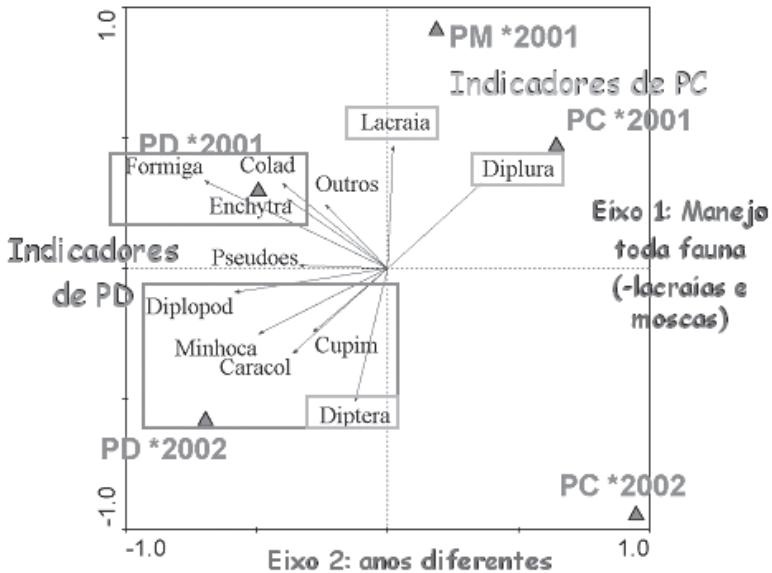 1.0
PM *2001
Indicadores de PC
Lacraia
PC *2001
PD *2001
Formiga
Colad
Diplura
Outros
Enchytra
Eixo 1: Manejo
toda fauna
(-lacraias e
moscas)
Indicadores
de PD
Pseudoes
Diplopod
Minhoca
Cupim
Caracol
Diptera
PD *2002
PC *2002
-1.0
-1.0
1.0
Eixo 2: anos diferentes